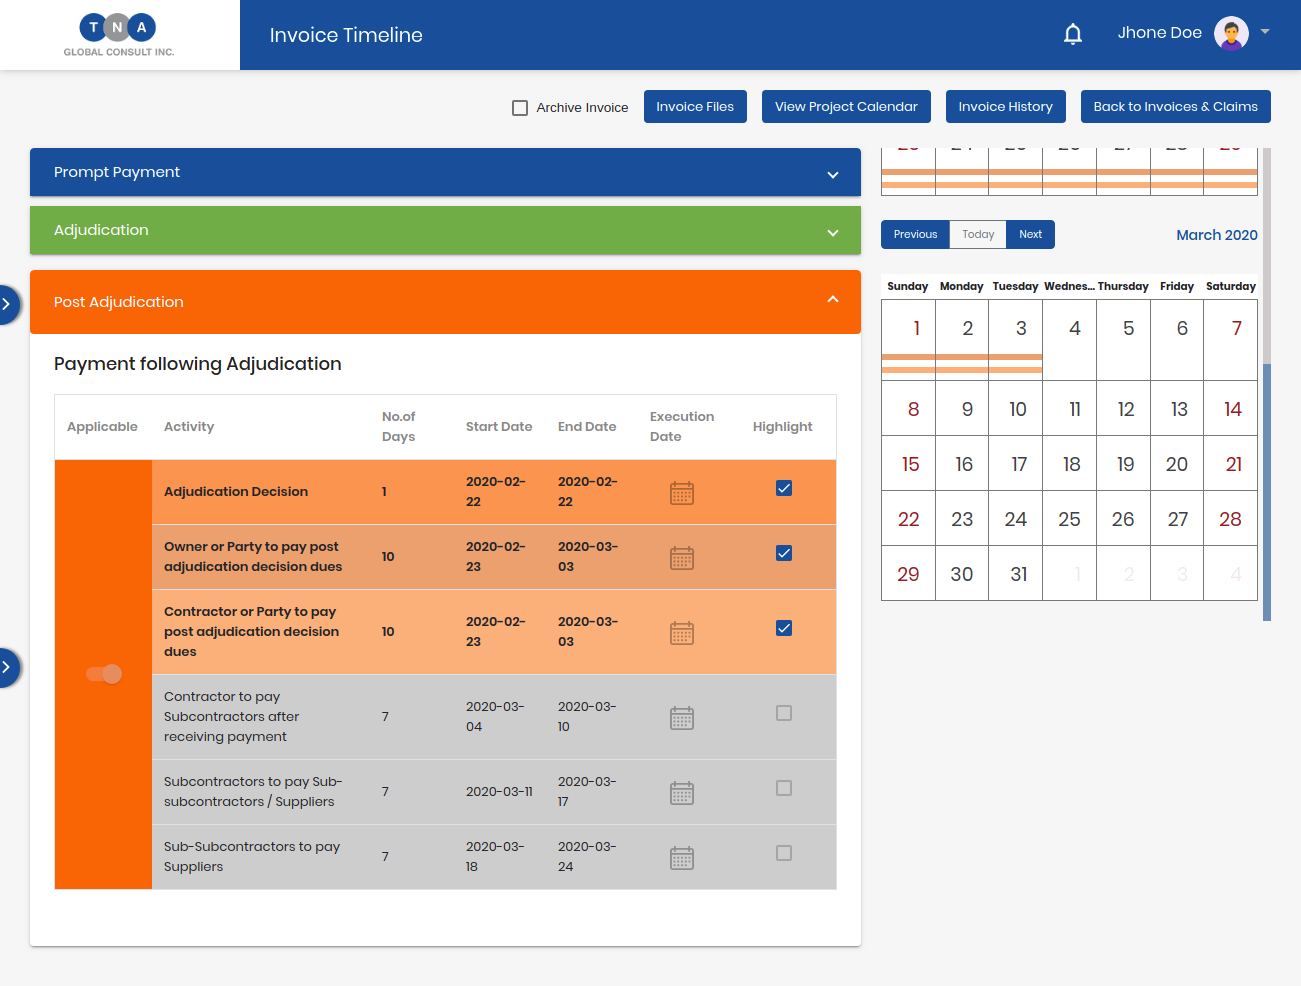 T N A
GLOBAL CONSULT INC.
Invoice Timeline
Jhone Doe
Archive Invoice
Invoice Files
View Project Calendar
Invoice History
Back to Invoices & Claims
Prompt Payment
Adjudication
Post Adjudication
Payment following Adjudication
Applicable Activity No.of Days Start Date End Date Execution Date Highlight
Adjudication Decision 1 2020-02-22 2020-02-22
Owner or Party to pay post
adjudication decision dues
10 2020-02-23 2020-03-03
Contractor or Party to pay
post adjudication decision
dues
10 2020-02-23 2020-03-03
Contractor to pay
Subcontractors after
receiving payment
7 2020-03-04 2020-03-10
Subcontractors to pay Sub-
subcontractors / Suppliers
7 2020-03-11 2020-03-17
Sub-Subcontractors to pay
Suppliers
7 2020-03-18 2020-03-24
Previous Today Next
March 2020
Sunday Monday Tuesday Wednes... Thursday Friday Saturday
1 2 3 4 5 6 7
8 9 10 11 12 13 14
15 16 17 18 19 20 21
22 23 24 25 26 27 28
29 30 31 1 2 3 4